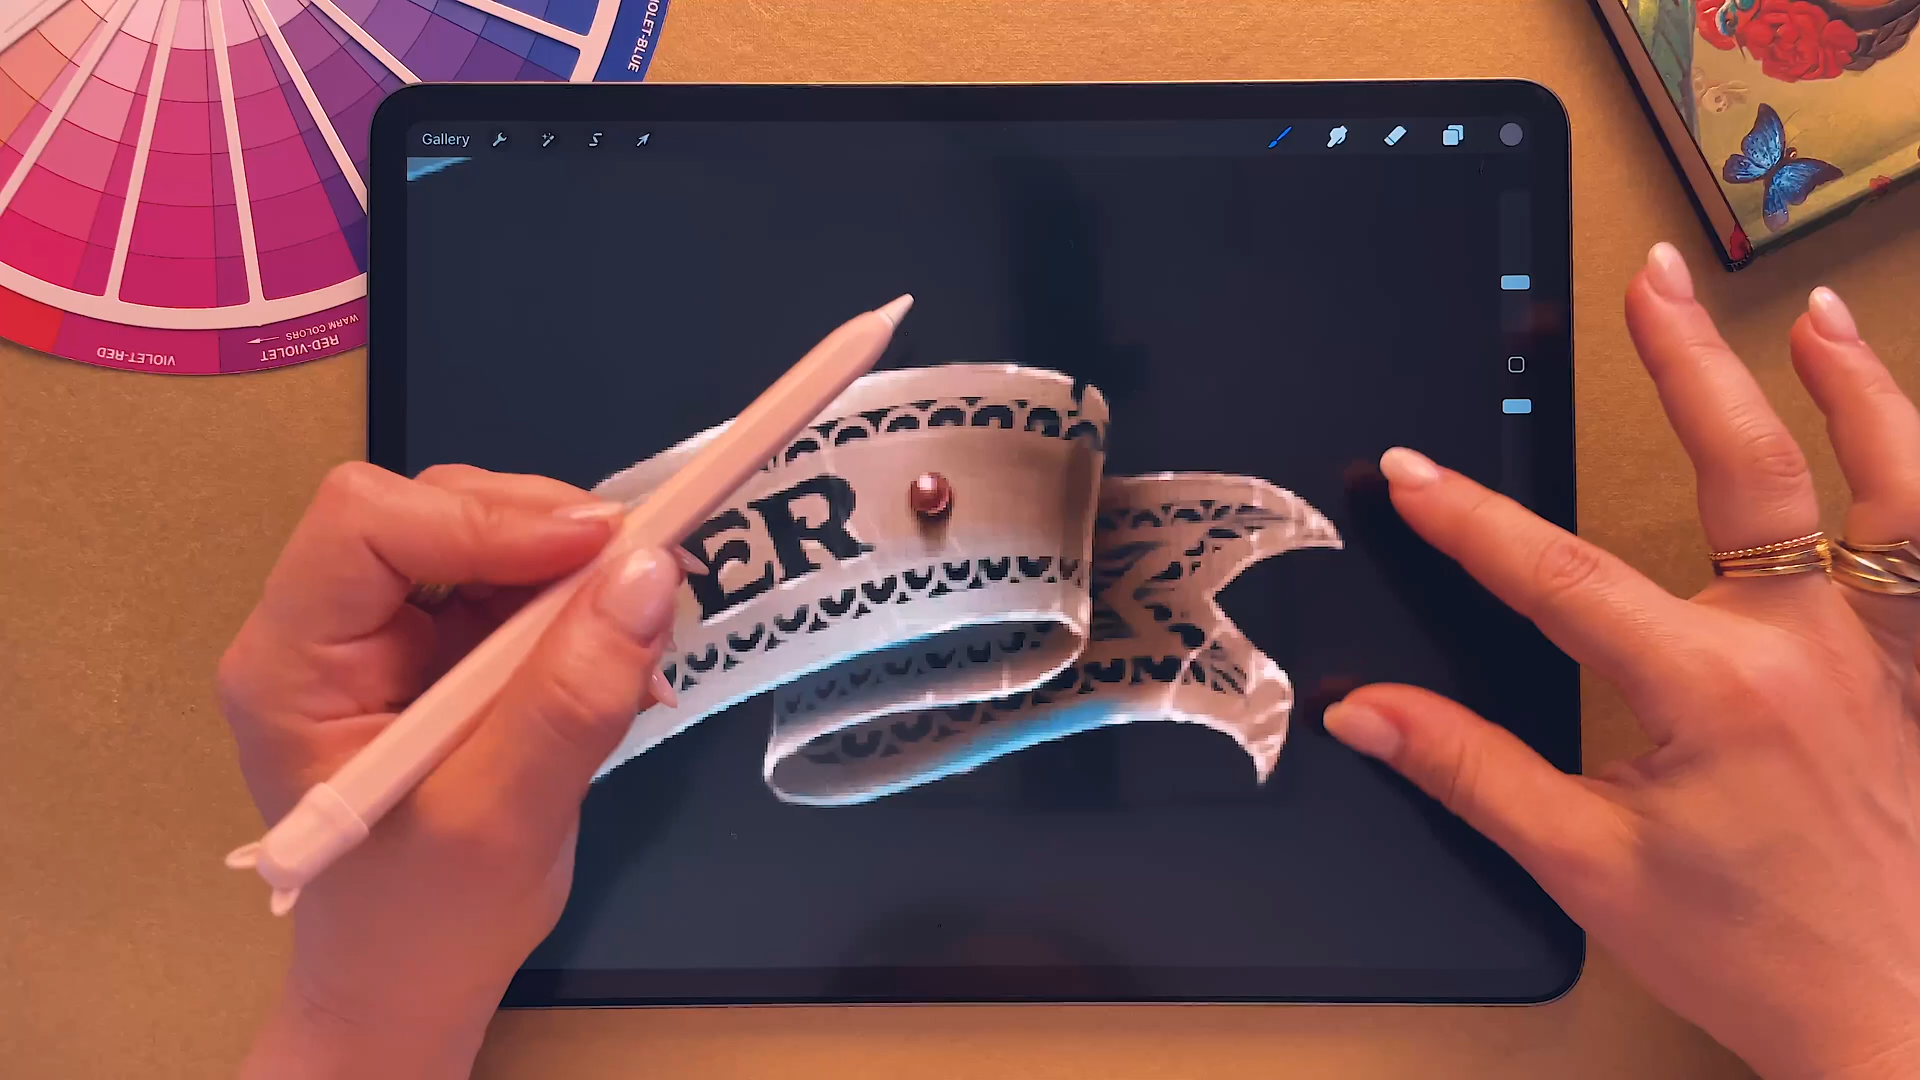 VIOLET-BLUE
Gallery
WARM COLORS
RED-VIOLET
VIOLET-RED
ER